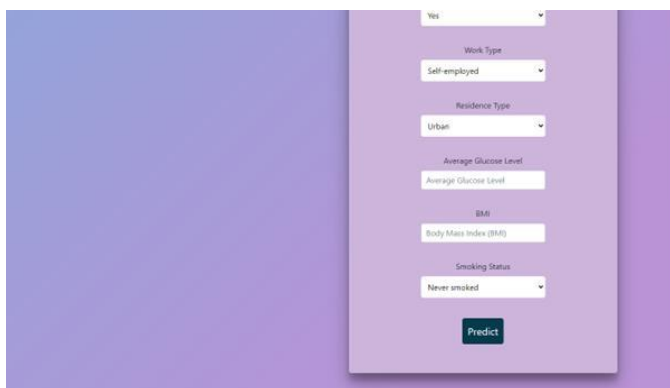 Yes
Work Type
Self-employed
Residence Type
Urban
Average Glucose Level
Average Glucose Level
BMI
Body Mass Index (BMI)
Smoking Status
Never smoked
Predict